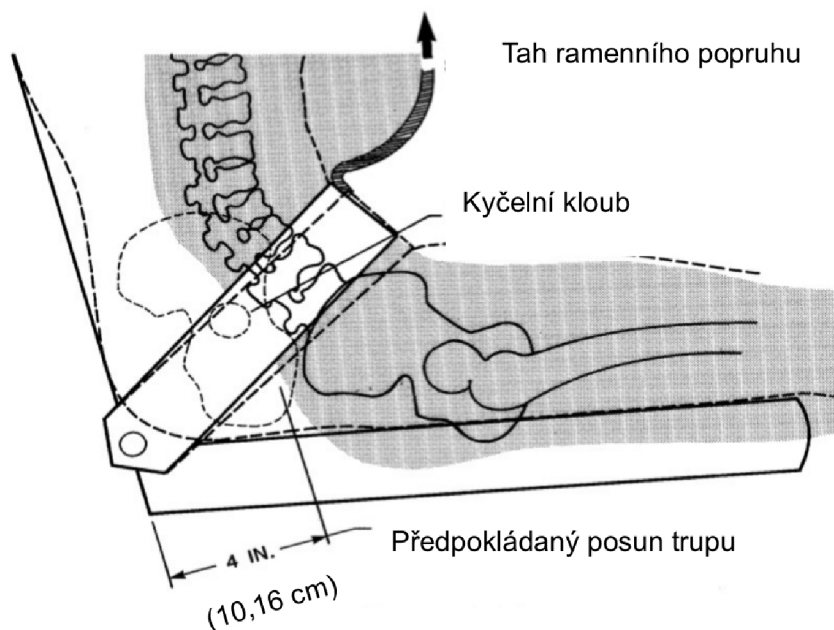 Tah ramenního popruhu
Kyčelní kloub
Předpokládaný posun trupu
4 IN.
(10,16 cm)